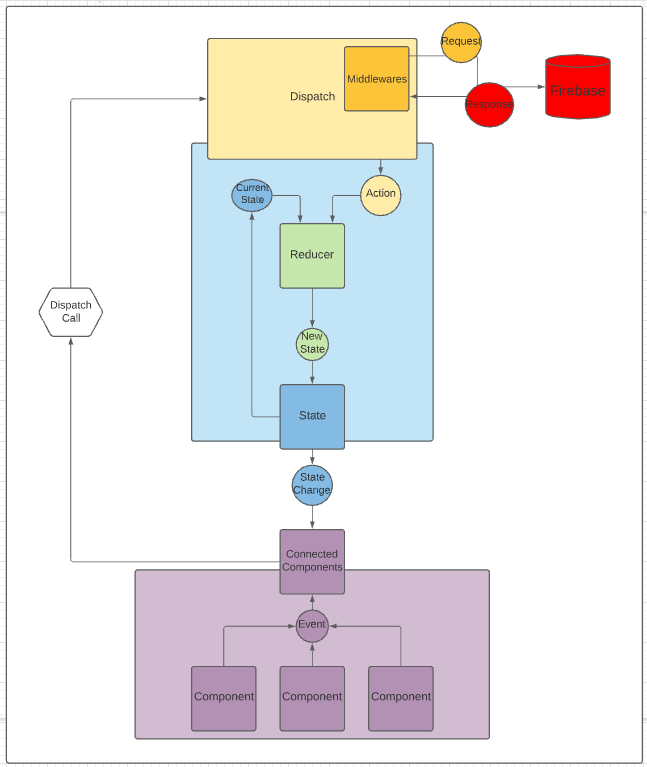 Request
Middlewares
Dispatch
Firebase
Response
Current
State
Action
Reducer
Dispatch
Call
New
State
State
State
Change
Connected
Components
Event
Component
Component
Component